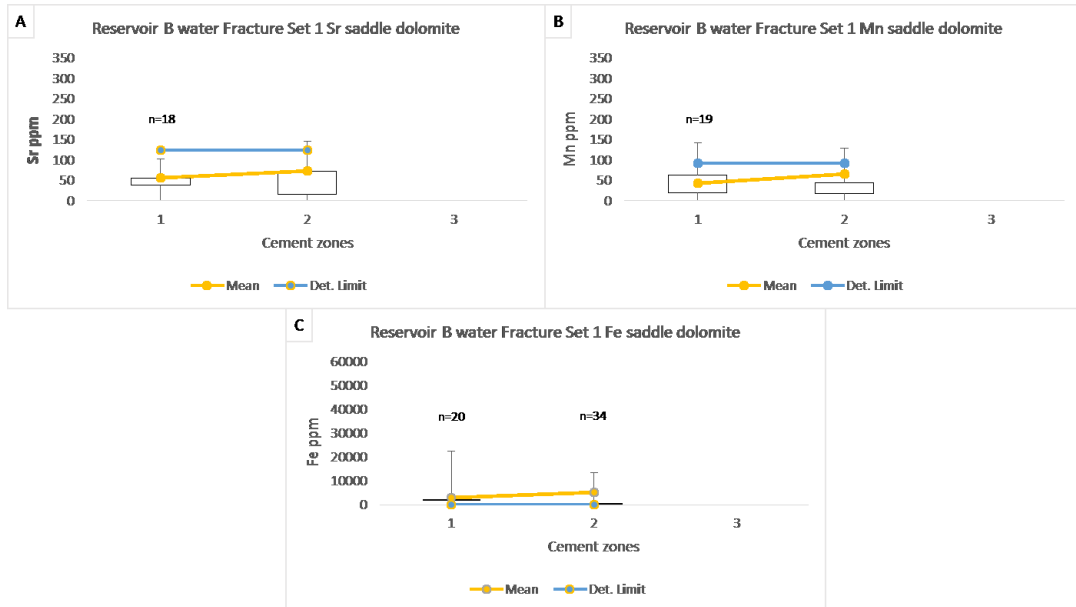 A
Reservoir B water Fracture Set 1 Sr saddle dolomite
350
300
250
200
150
100
50
0
Sr ppm
n=18
1 2 3
Cement zones
Mean Det. Limit
B
Reservoir B water Fracture Set 1 Mn saddle dolomite
350
300
250
200
150
100
50
0
Mn ppm
n=19
1 2 3
Cement zones
Mean Det. Limit
C
Reservoir B water Fracture Set 1 Fe saddle dolomite
60000
50000
40000
30000
20000
10000
0
Fe ppm
n=20 n=34
1 2 3
Cement zones
Mean Det. Limit